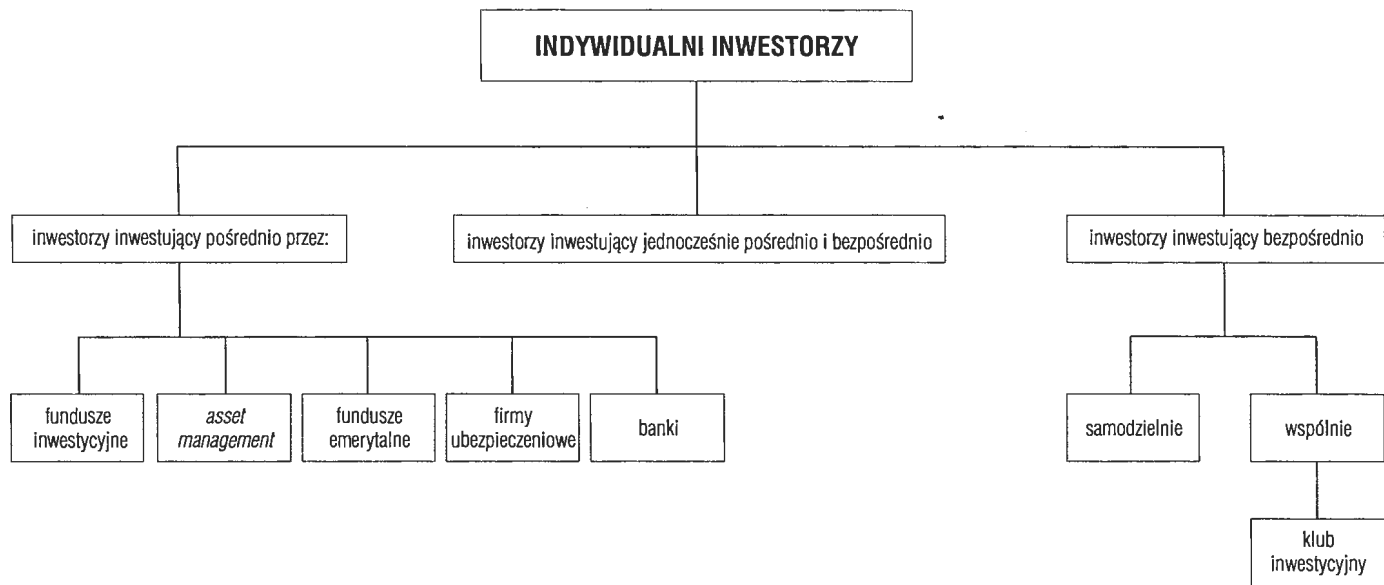 INDYWIDUALNI INWESTORZY
inwestorzy inwestujący pośrednio przez:
inwestorzy inwestujący jednocześnie pośrednio i bezpośrednio
inwestorzy inwestujący bezpośrednio
fundusze
inwestycyjne
asset
management
fundusze
emerytalne
firmy
ubezpieczeniowe
banki
samodzielnie
wspólnie
klub
inwestycyjny